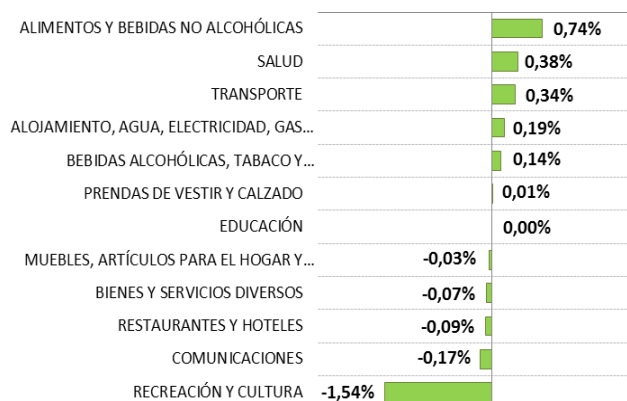 ALIMENTOS Y BEBIDAS NO ALCOHÓLICAS 0,74%
SALUD 0,38%
TRANSPORTE 0,34%
ALOJAMIENTO, AGUA, ELECTRICIDAD, GAS... 0,19%
BEBIDAS ALCOHÓLICAS, TABACO Y... 0,14%
PRENDAS DE VESTIR Y CALZADO 0,01%
EDUCACIÓN 0,00%
MUEBLES, ARTÍCULOS PARA EL HOGAR Y... -0,03%
BIENES Y SERVICIOS DIVERSOS -0,07%
RESTAURANTES Y HOTELES -0,09%
COMUNICACIONES -0,17%
RECREACIÓN Y CULTURA -1,54%